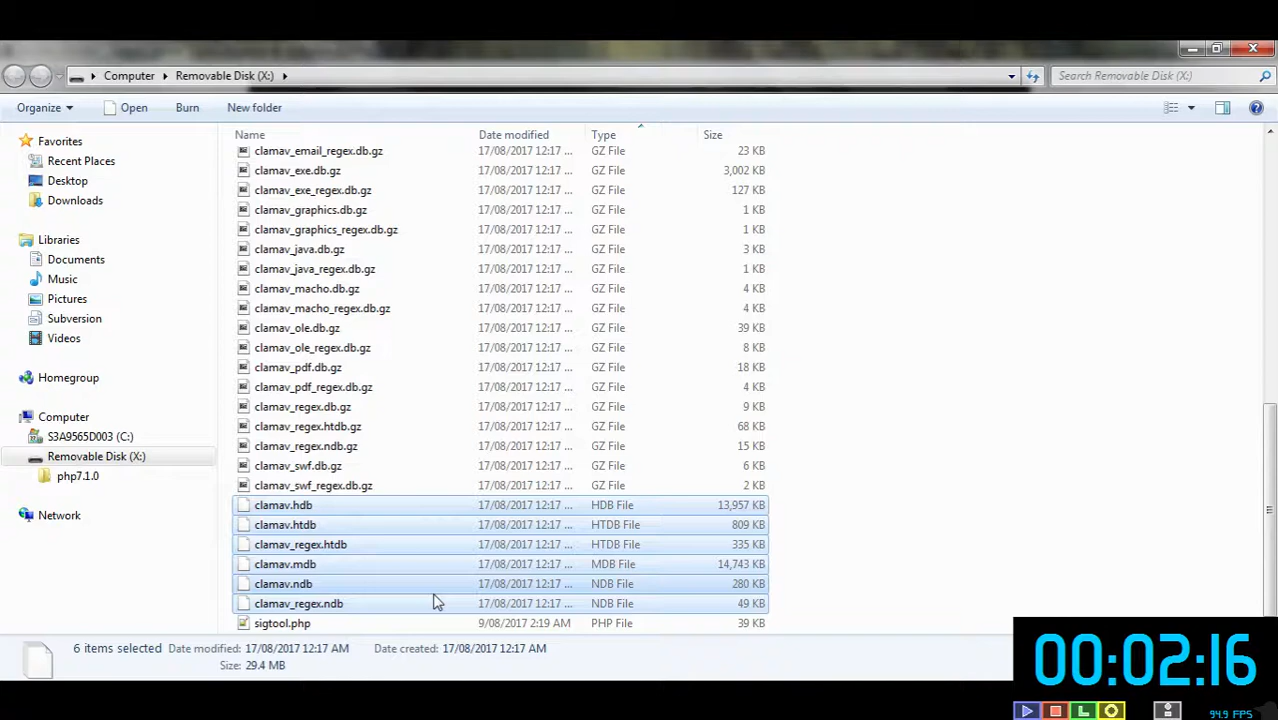 Computer Removable Disk (X:) Search Removable Disk (X:)
Organize Open Burn New folder
Name Date modified Type Size
Favorites
Recent Places
Desktop
Downloads
Libraries
Documents
Music
Pictures
Subversion
Videos
Homegroup
Computer
S3A9565D003 (C:)
Removable Disk (X:)
php7.1.0
Network
clamav_email_regex.db.gz 17/08/2017 12:17 ... GZ File 23 KB
clamav_exe.db.gz 17/08/2017 12:17 ... GZ File 3,002 KB
clamav_exe_regex.db.gz 17/08/2017 12:17 ... GZ File 127 KB
clamav_graphics.db.gz 17/08/2017 12:17 ... GZ File 1 KB
clamav_graphics_regex.db.gz 17/08/2017 12:17 ... GZ File 1 KB
clamav_java.db.gz 17/08/2017 12:17 ... GZ File 3 KB
clamav_java_regex.db.gz 17/08/2017 12:17 ... GZ File 1 KB
clamav_macho.db.gz 17/08/2017 12:17 ... GZ File 4 KB
clamav_macho_regex.db.gz 17/08/2017 12:17 ... GZ File 4 KB
clamav_ole.db.gz 17/08/2017 12:17 ... GZ File 39 KB
clamav_ole_regex.db.gz 17/08/2017 12:17 ... GZ File 8 KB
clamav_pdf.db.gz 17/08/2017 12:17 ... GZ File 18 KB
clamav_pdf_regex.db.gz 17/08/2017 12:17 ... GZ File 4 KB
clamav_regex.db.gz 17/08/2017 12:17 ... GZ File 9 KB
clamav_regex.htdb.gz 17/08/2017 12:17 ... GZ File 68 KB
clamav_regex.ndb.gz 17/08/2017 12:17 ... GZ File 15 KB
clamav_swf.db.gz 17/08/2017 12:17 ... GZ File 6 KB
clamav_swf_regex.db.gz 17/08/2017 12:17 ... GZ File 2 KB
clamav.hdb 17/08/2017 12:17 ... HDB File 13,957 KB
clamav.htdb 17/08/2017 12:17 ... HTDB File 809 KB
clamav_regex.htdb 17/08/2017 12:17 ... HTDB File 335 KB
clamav.mdb 17/08/2017 12:17 ... MDB File 14,743 KB
clamav.ndb 17/08/2017 12:17 ... NDB File 280 KB
clamav_regex.ndb 17/08/2017 12:17 ... NDB File 49 KB
sigtool.php 9/08/2017 2:19 AM PHP File 39 KB
6 items selected Date modified: 17/08/2017 12:17 AM Date created: 17/08/2017 12:17 AM
Size: 29.4 MB
00:02:16
94.9 FPS